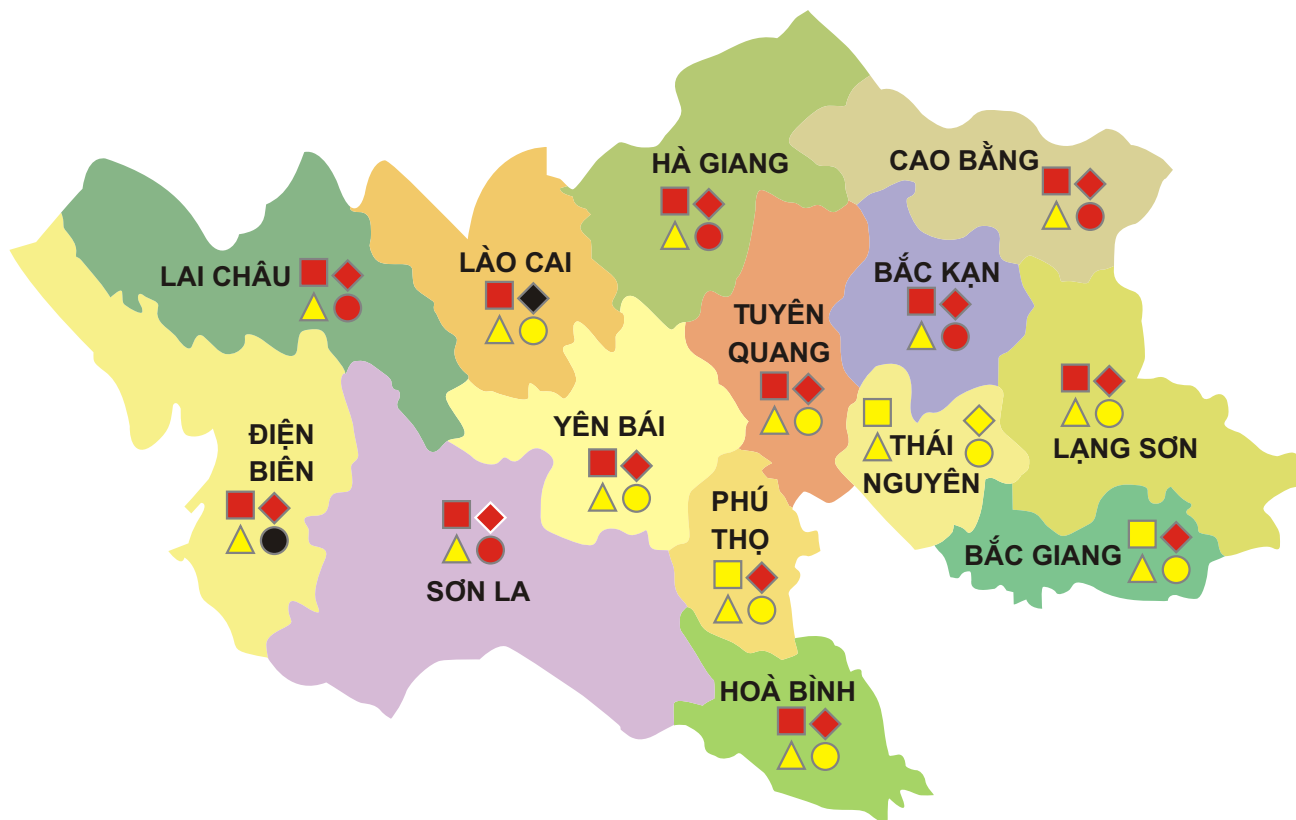 HÀ GIANG
CAO BẰNG
LAI CHÂU
LÀO CAI
BẮC KẠN
TUYÊN
QUANG
ĐIỆN
BIÊN
YÊN BÁI
THÁI
NGUYÊN
LẠNG SƠN
PHÚ
THỌ
BẮC GIANG
SƠN LA
HOÀ BÌNH